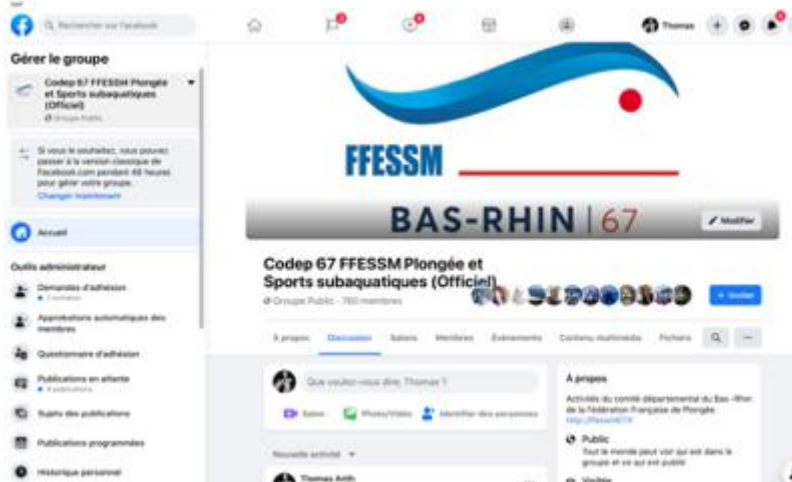 Rechercher sur Facebook
Thomas
Gérer le groupe
Codep 67 FFESSM Plongée
et Sports subaquatiques
(Officiel)
Groupe Public
Si vous le souhaitez, vous pouvez
passer à la version classique de
Facebook.com pendant 48 heures
pour gérer votre groupe.
Changer maintenant
Accueil
Outils administrateur
Demandes d'adhésion
Approbations automatiques des
membres
Questionnaire d'adhésion
Publications en attente
Sujets des publications
Publications programmées
Historique personnel
FFESSM
BAS-RHIN | 67
Modifier
Codep 67 FFESSM Plongée et
Sports subaquatiques (Officiel)
Groupe Public · 760 membres
+ Inviter
À propos Discussion Salons Membres Évènements Contenu multimédia Fichiers
Que voulez-vous dire, Thomas ?
Salon Photo/Vidéo Identifier des personnes
Nouvelle activité
Thomas Anth
À propos
Activités du comité départemental du Bas-Rhin
de la fédération Française de Plongée.
Public
Tout le monde peut voir qui est dans le
groupe et ce qui est publié
Visible